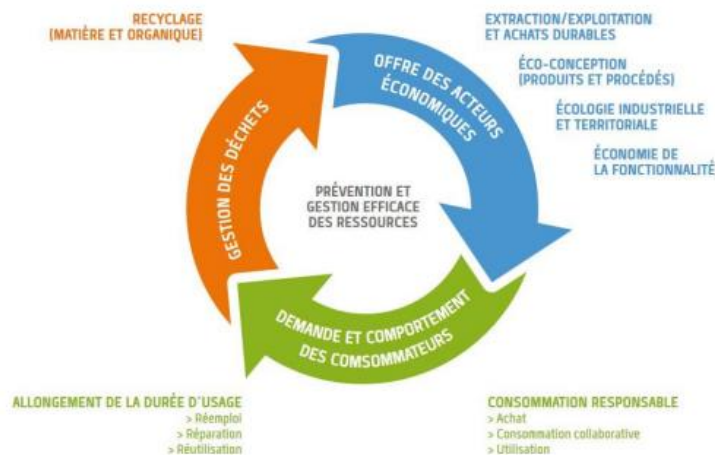 RECYCLAGE
(MATIÈRE ET ORGANIQUE)
EXTRACTION/EXPLOITATION
ET ACHATS DURABLES
ÉCO-CONCEPTION
(PRODUITS ET PROCÉDÉS)
ÉCOLOGIE INDUSTRIELLE
ET TERRITORIALE
ÉCONOMIE DE
LA FONCTIONNALITÉ
OFFRE DES ACTEURS
ÉCONOMIQUES
GESTION DES DÉCHETS
PRÉVENTION ET
GESTION EFFICACE
DES RESSOURCES
DEMANDE ET COMPORTEMENT
DES COMSOMMATEURS
ALLONGEMENT DE LA DURÉE D'USAGE
> Réemploi
> Réparation
> Réutilisation
CONSOMMATION RESPONSABLE
> Achat
> Consommation collaborative
> Utilisation